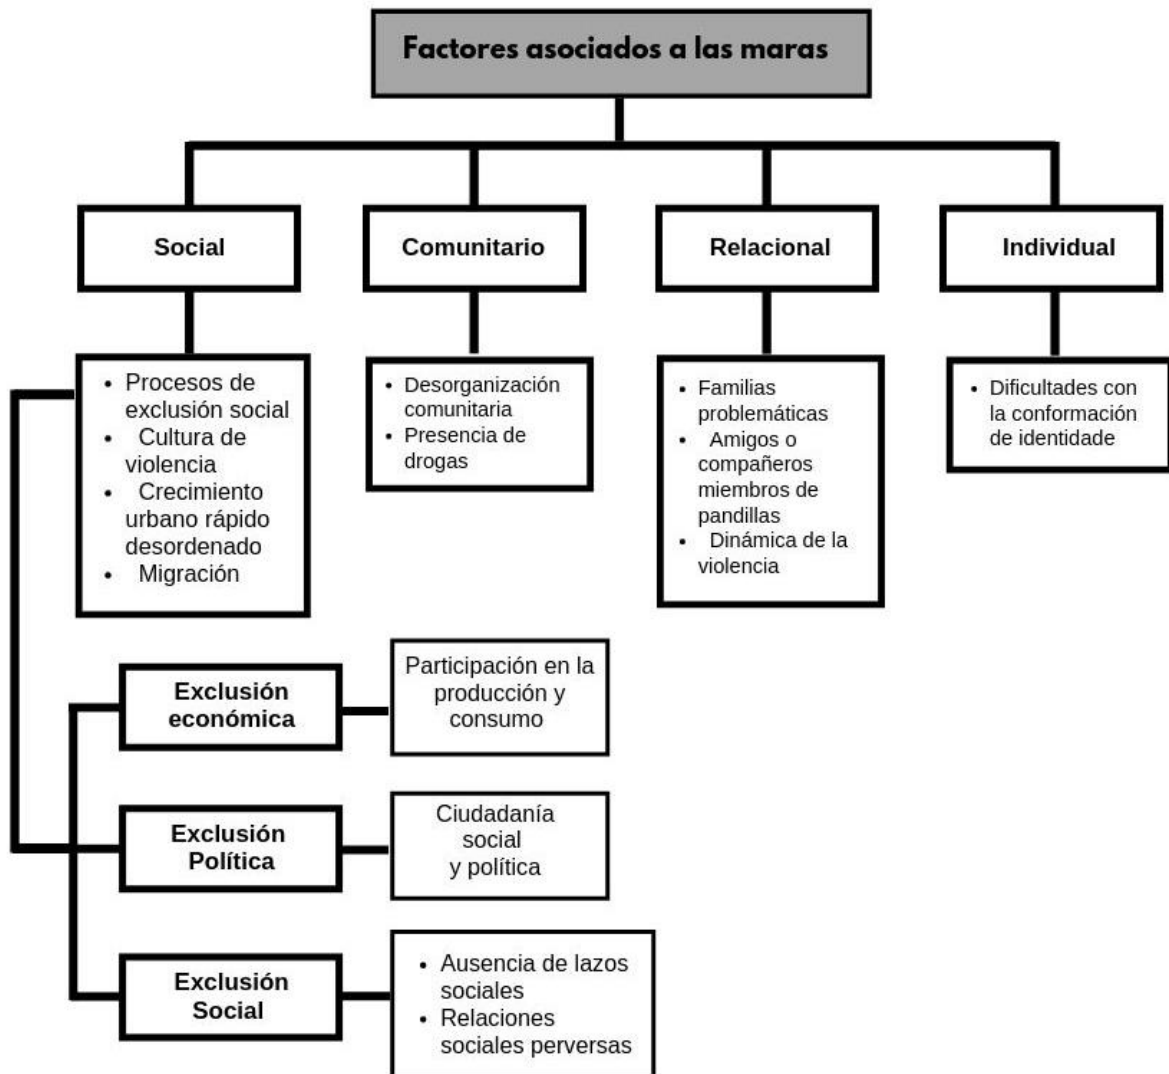 Factores asociados a las maras
Social
Comunitario
Relacional
Individual
• Procesos de
exclusión social
• Cultura de
violencia
• Crecimiento
urbano rápido
desordenado
• Migración
• Desorganización
comunitaria
• Presencia de
drogas
• Familias
problemáticas
• Amigos o
compañeros
miembros de
pandillas
• Dinámica de la
violencia
• Dificultades con
la conformación
de identidade
Exclusión
económica
Participación en la
producción y
consumo
Exclusión
Política
Ciudadanía
social
y política
Exclusión
Social
• Ausencia de lazos
sociales
• Relaciones
sociales perversas